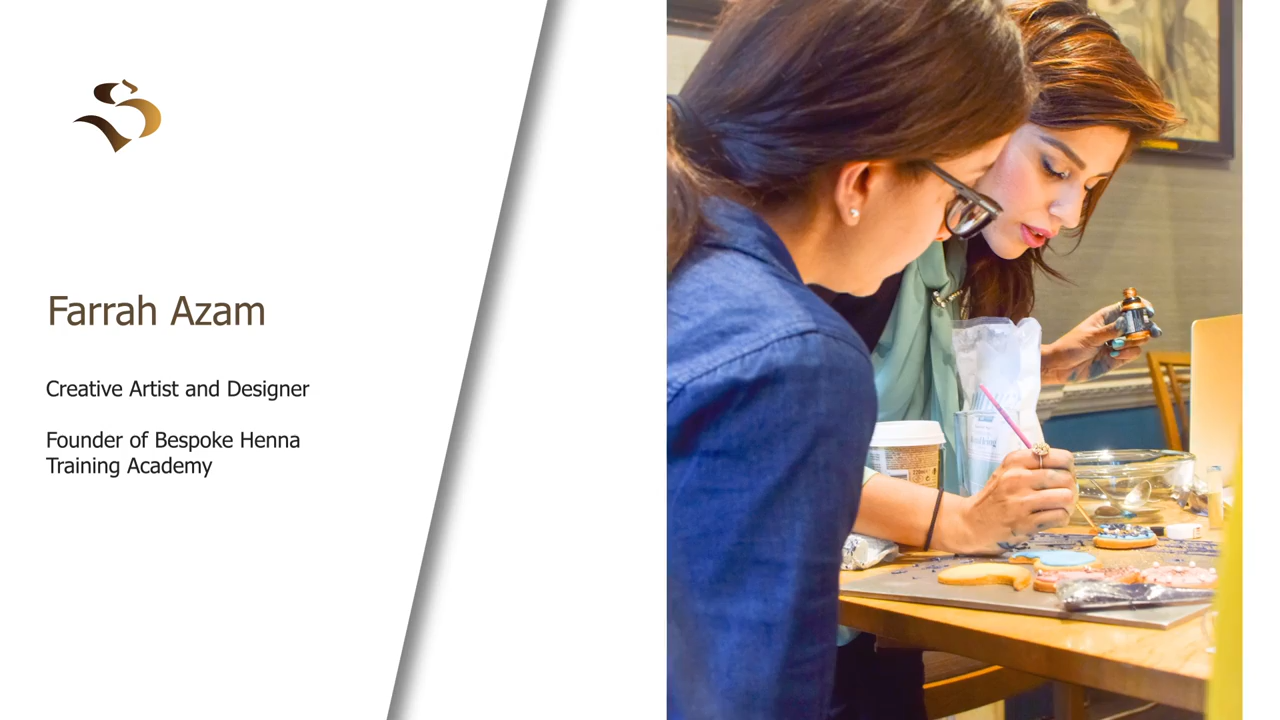 Farrah Azam
Creative Artist and Designer
Founder of Bespoke Henna
Training Academy